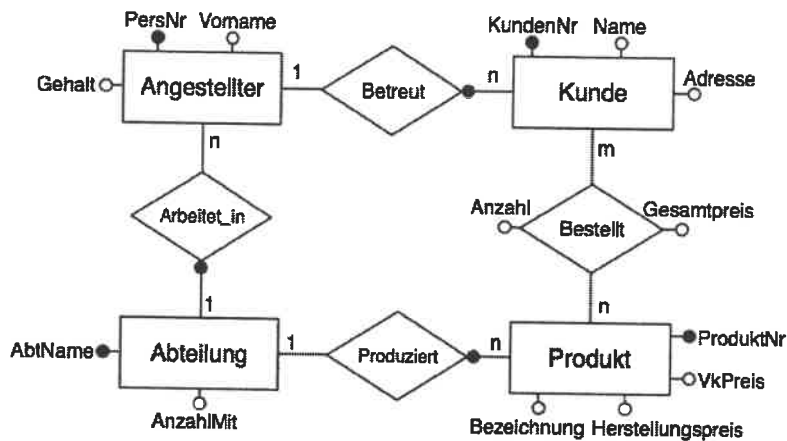 PersNr Vorname
KundenNr Name
Gehalt
Angestellter
1
Betreut
n
Kunde
Adresse
n
m
Arbeitet_in
Anzahl
Bestellt
Gesamtpreis
1
n
AbtName
Abteilung
1
Produziert
n
Produkt
ProduktNr
VkPreis
AnzahlMit
Bezeichnung Herstellungspreis